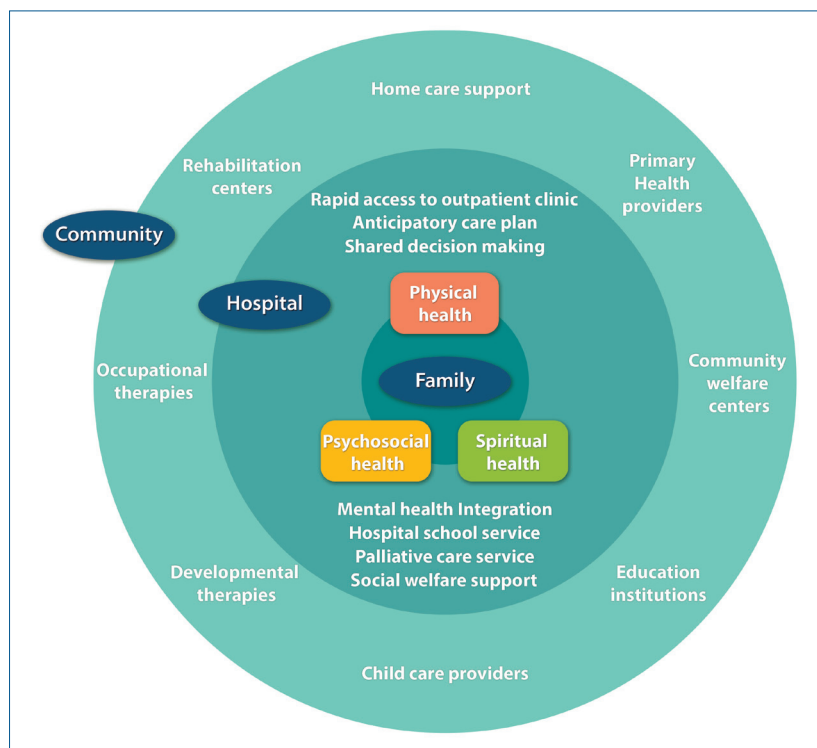 Home care support
Rehabilitation
centers
Primary
Health
providers
Rapid access to outpatient clinic
Anticipatory care plan
Shared decision making
Community
Hospital
Physical
health
Family
Occupational
therapies
Community
welfare
centers
Psychosocial
health
Spiritual
health
Mental health Integration
Hospital school service
Palliative care service
Social welfare support
Developmental
therapies
Education
institutions
Child care providers